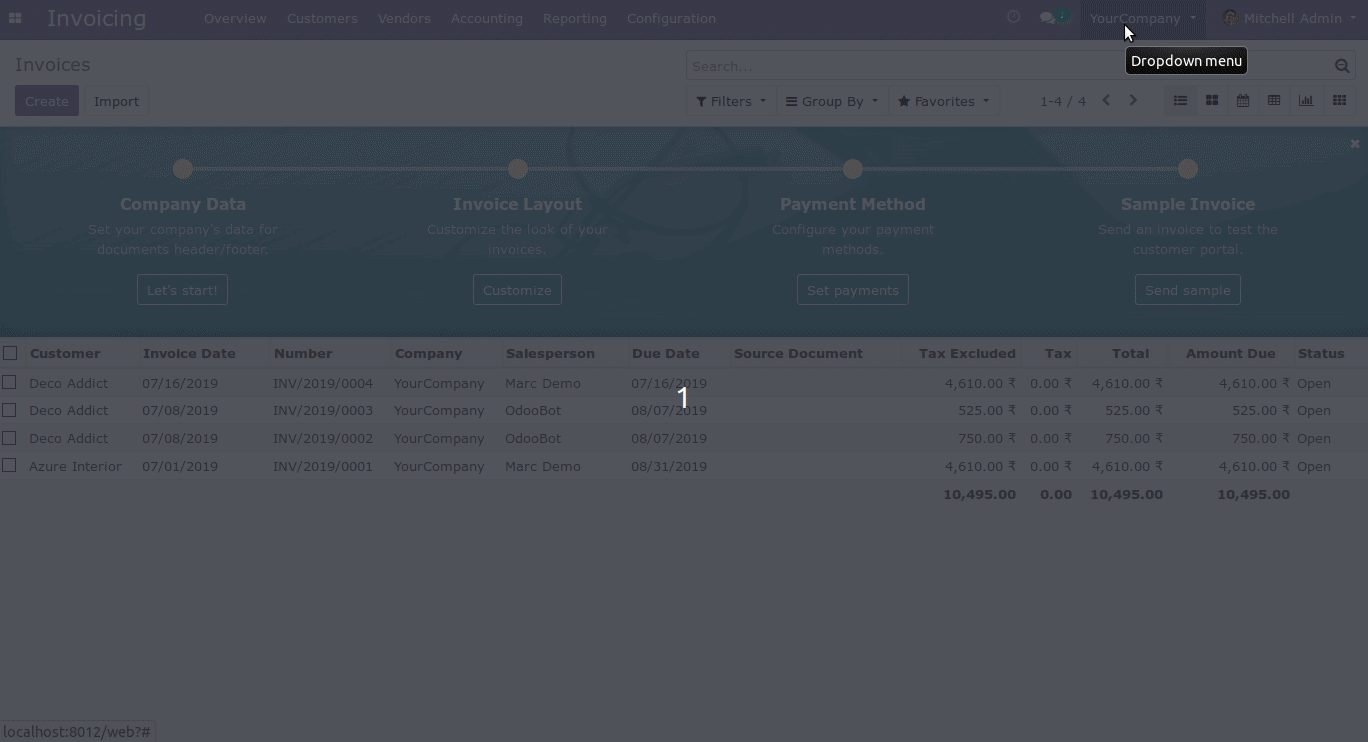 Invoicing Overview Customers Vendors Accounting Reporting Configuration YourCompany Mitchell Admin
Dropdown menu
Invoices Search...
Create Import Filters Group By Favorites 1-4 / 4
Company Data Invoice Layout Payment Method Sample Invoice
Set your company's data for Customize the look of your Configure your payment Send an invoice to test the
documents header/footer. invoices. methods. customer portal.
Let's start! Customize Set payments Send sample
Customer Invoice Date Number Company Salesperson Due Date Source Document Tax Excluded Tax Total Amount Due Status
Deco Addict 07/16/2019 INV/2019/0004 YourCompany Marc Demo 07/16/2019 4,610.00 ₹ 0.00 ₹ 4,610.00 ₹ 4,610.00 ₹ Open
1
Deco Addict 07/08/2019 INV/2019/0003 YourCompany OdooBot 08/07/2019 525.00 ₹ 0.00 ₹ 525.00 ₹ 525.00 ₹ Open
Deco Addict 07/08/2019 INV/2019/0002 YourCompany OdooBot 08/07/2019 750.00 ₹ 0.00 ₹ 750.00 ₹ 750.00 ₹ Open
Azure Interior 07/01/2019 INV/2019/0001 YourCompany Marc Demo 08/31/2019 4,610.00 ₹ 0.00 ₹ 4,610.00 ₹ 4,610.00 ₹ Open
10,495.00 0.00 10,495.00 10,495.00
localhost:8012/web?#